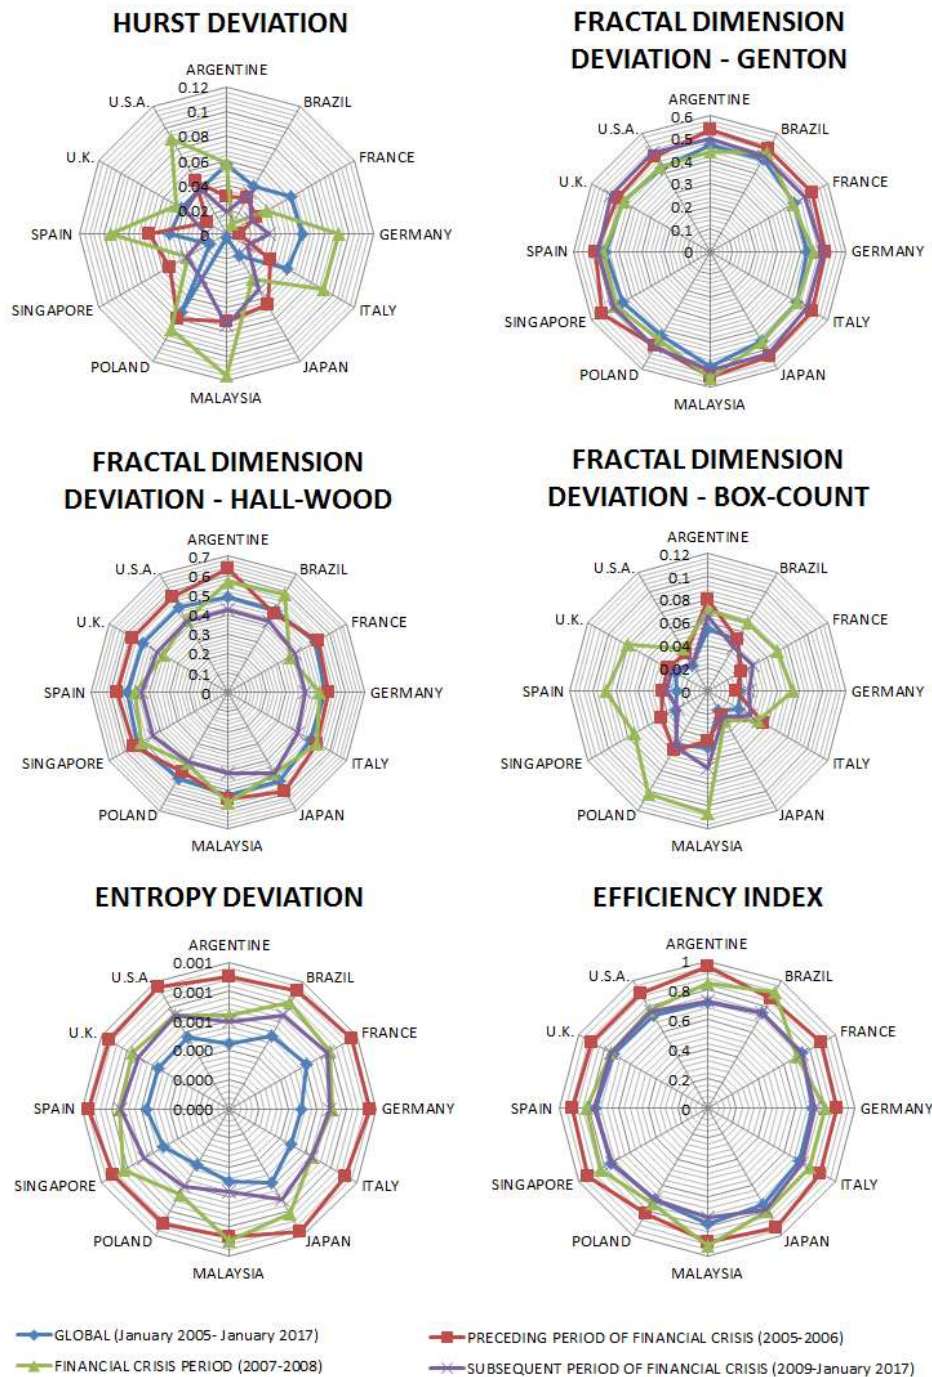 HURST DEVIATION
ARGENTINE
0.12
0.1
0.08
0.06
0.04
0.02
0
BRAZIL
FRANCE
GERMANY
ITALY
JAPAN
MALAYSIA
POLAND
SINGAPORE
SPAIN
U.K.
U.S.A.
FRACTAL DIMENSION
DEVIATION - GENTON
ARGENTINE
0.6
0.5
0.4
0.3
0.2
0.1
0
BRAZIL
FRANCE
GERMANY
ITALY
JAPAN
MALAYSIA
POLAND
SINGAPORE
SPAIN
U.K.
U.S.A.
FRACTAL DIMENSION
DEVIATION - HALL-WOOD
ARGENTINE
0.7
0.6
0.5
0.4
0.3
0.2
0.1
0
BRAZIL
FRANCE
GERMANY
ITALY
JAPAN
MALAYSIA
POLAND
SINGAPORE
SPAIN
U.K.
U.S.A.
FRACTAL DIMENSION
DEVIATION - BOX-COUNT
ARGENTINE
0.12
0.1
0.08
0.06
0.04
0.02
0
BRAZIL
FRANCE
GERMANY
ITALY
JAPAN
MALAYSIA
POLAND
SINGAPORE
SPAIN
U.K.
U.S.A.
ENTROPY DEVIATION
ARGENTINE
0.001
0.001
0.001
0.000
0.000
0.000
BRAZIL
FRANCE
GERMANY
ITALY
JAPAN
MALAYSIA
POLAND
SINGAPORE
SPAIN
U.K.
U.S.A.
EFFICIENCY INDEX
ARGENTINE
1
0.8
0.6
0.4
0.2
0
BRAZIL
FRANCE
GERMANY
ITALY
JAPAN
MALAYSIA
POLAND
SINGAPORE
SPAIN
U.K.
U.S.A.
GLOBAL (January 2005- January 2017)
PRECEDING PERIOD OF FINANCIAL CRISIS (2005-2006)
FINANCIAL CRISIS PERIOD (2007-2008)
SUBSEQUENT PERIOD OF FINANCIAL CRISIS (2009-January 2017)